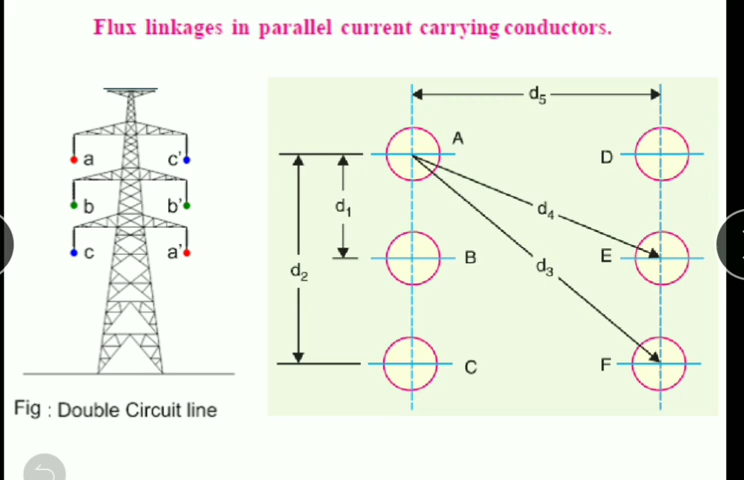 Flux linkages in parallel current carrying conductors.
d₅
A
D
a
c'
b
b'
c
a'
d₁
d₄
d₂
d₃
B
E
C
F
Fig : Double Circuit line